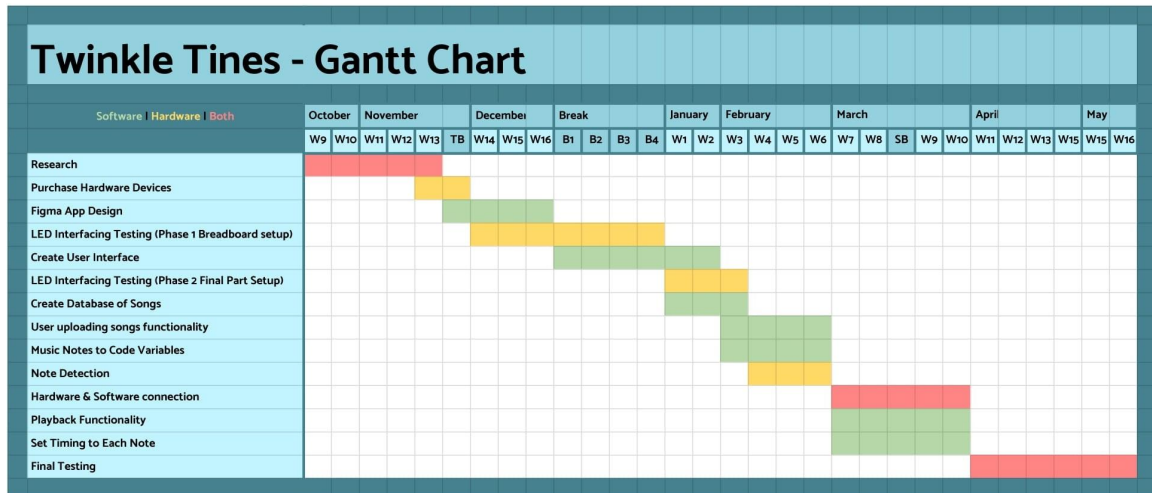 Twinkle Tines - Gantt Chart
Software | Hardware | Both October November December Break January February March April May
W9 W10 W11 W12 W13 TB W14 W15 W16 B1 B2 B3 B4 W1 W2 W3 W4 W5 W6 W7 W8 SB W9 W10 W11 W12 W13 W15 W15 W16
Research
Purchase Hardware Devices
Figma App Design
LED Interfacing Testing (Phase 1 Breadboard setup)
Create User Interface
LED Interfacing Testing (Phase 2 Final Part Setup)
Create Database of Songs
User uploading songs functionality
Music Notes to Code Variables
Note Detection
Hardware & Software connection
Playback Functionality
Set Timing to Each Note
Final Testing